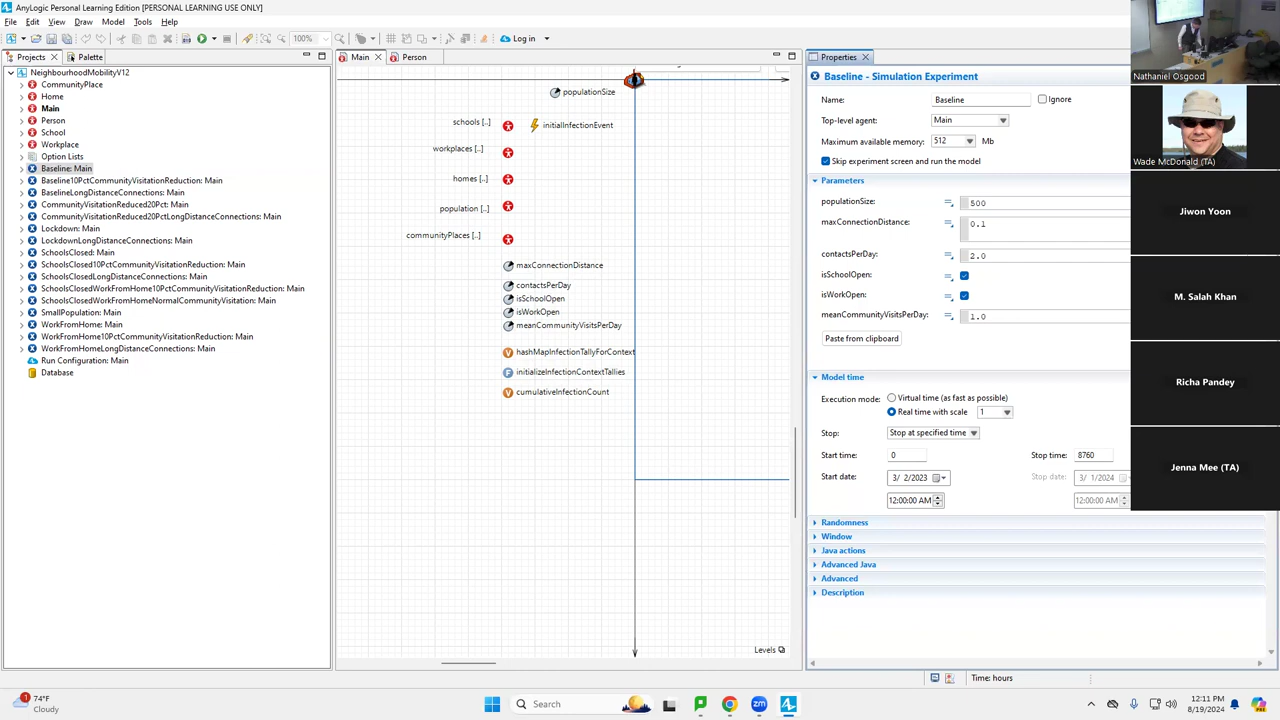 AnyLogic Personal Learning Edition [PERSONAL LEARNING USE ONLY]
File Edit View Draw Model Tools Help
100% Log in
Projects Palette
NeighbourhoodMobilityV12
CommunityPlace
Home
Main
Person
School
Workplace
Option Lists
Baseline: Main
Baseline10PctCommunityVisitationReduction: Main
BaselineLongDistanceConnections: Main
CommunityVisitationReduced20Pct: Main
CommunityVisitationReduced20PctLongDistanceConnections: Main
Lockdown: Main
LockdownLongDistanceConnections: Main
SchoolsClosed: Main
SchoolsClosed10PctCommunityVisitationReduction: Main
SchoolsClosedLongDistanceConnections: Main
SchoolsClosedWorkFromHome10PctCommunityVisitationReduction: Main
SchoolsClosedWorkFromHomeNormalCommunityVisitation: Main
SmallPopulation: Main
WorkFromHome: Main
WorkFromHome10PctCommunityVisitationReduction: Main
WorkFromHomeLongDistanceConnections: Main
Run Configuration: Main
Database
Main Person
populationSize
schools [..]
initialInfectionEvent
workplaces [..]
homes [..]
population [..]
communityPlaces [..]
maxConnectionDistance
contactsPerDay
isSchoolOpen
isWorkOpen
meanCommunityVisitsPerDay
hashMapInfectionTallyForContext
initializeInfectionContextTallies
cumulativeInfectionCount
Levels
Properties
Baseline - Simulation Experiment
Name: Baseline Ignore
Top-level agent: Main
Maximum available memory: 512 Mb
Skip experiment screen and run the model
Parameters
populationSize: 500
maxConnectionDistance: 0.1
contactsPerDay: 2.0
isSchoolOpen:
isWorkOpen:
meanCommunityVisitsPerDay: 1.0
Paste from clipboard
Model time
Execution mode: Virtual time (as fast as possible)
Real time with scale 1
Stop: Stop at specified time
Start time: 0 Stop time: 8760
Start date: 3/ 2/2023 Stop date: 3/ 1/2024
12:00:00 AM 12:00:00 AM
Randomness
Window
Java actions
Advanced Java
Advanced
Description
Time: hours
Nathaniel Osgood
Wade McDonald (TA)
Jiwon Yoon
M. Salah Khan
Richa Pandey
Jenna Mee (TA)
1
74°F
Cloudy
Search
12:11 PM
8/19/2024